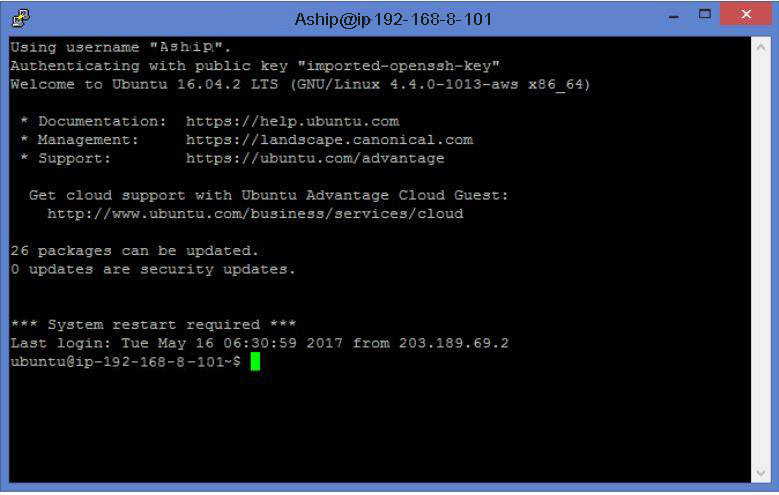 Aship@ip-192-168-8-101
Using username "Aship".
Authenticating with public key "imported-openssh-key"
Welcome to Ubuntu 16.04.2 LTS (GNU/Linux 4.4.0-1013-aws x86_64)
* Documentation:  https://help.ubuntu.com
* Management:     https://landscape.canonical.com
* Support:        https://ubuntu.com/advantage
Get cloud support with Ubuntu Advantage Cloud Guest:
http://www.ubuntu.com/business/services/cloud
26 packages can be updated.
0 updates are security updates.
*** System restart required ***
Last login: Tue May 16 06:30:59 2017 from 203.189.69.2
ubuntu@ip-192-168-8-101~$